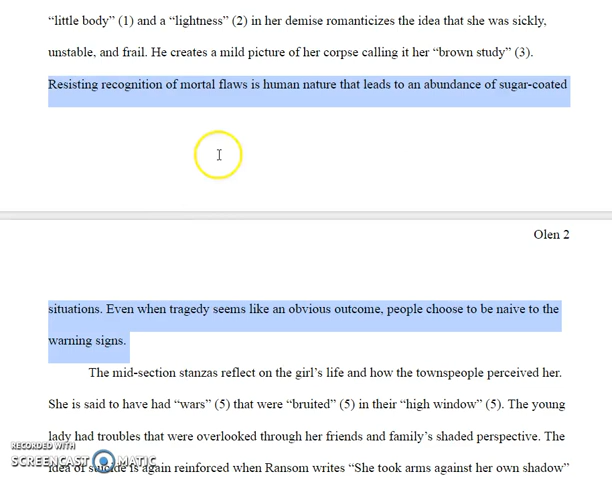 “little body” (1) and a “lightness” (2) in her demise romanticizes the idea that she was sickly,
unstable, and frail. He creates a mild picture of her corpse calling it her “brown study” (3).
Resisting recognition of mortal flaws is human nature that leads to an abundance of sugar-coated
Olen 2
situations. Even when tragedy seems like an obvious outcome, people choose to be naive to the
warning signs.
The mid-section stanzas reflect on the girl’s life and how the townspeople perceived her.
She is said to have had “wars” (5) that were “bruited” (5) in their “high window” (5). The young
lady had troubles that were overlooked through her friends and family’s shaded perspective. The
RECORDED WITH
SCREENCAST MATIC
idea of suicide is again reinforced when Ransom writes “She took arms against her own shadow”